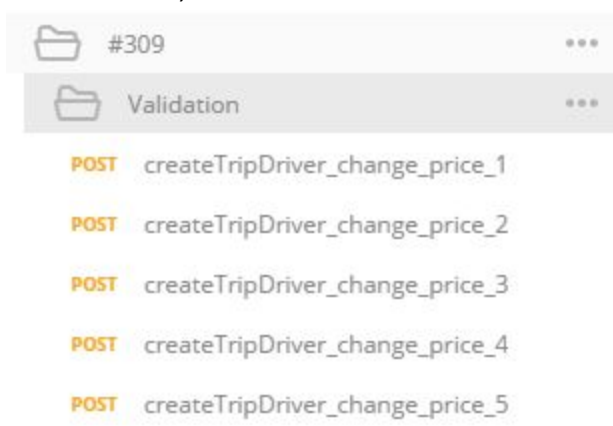 #309
Validation
POST createTripDriver_change_price_1
POST createTripDriver_change_price_2
POST createTripDriver_change_price_3
POST createTripDriver_change_price_4
POST createTripDriver_change_price_5